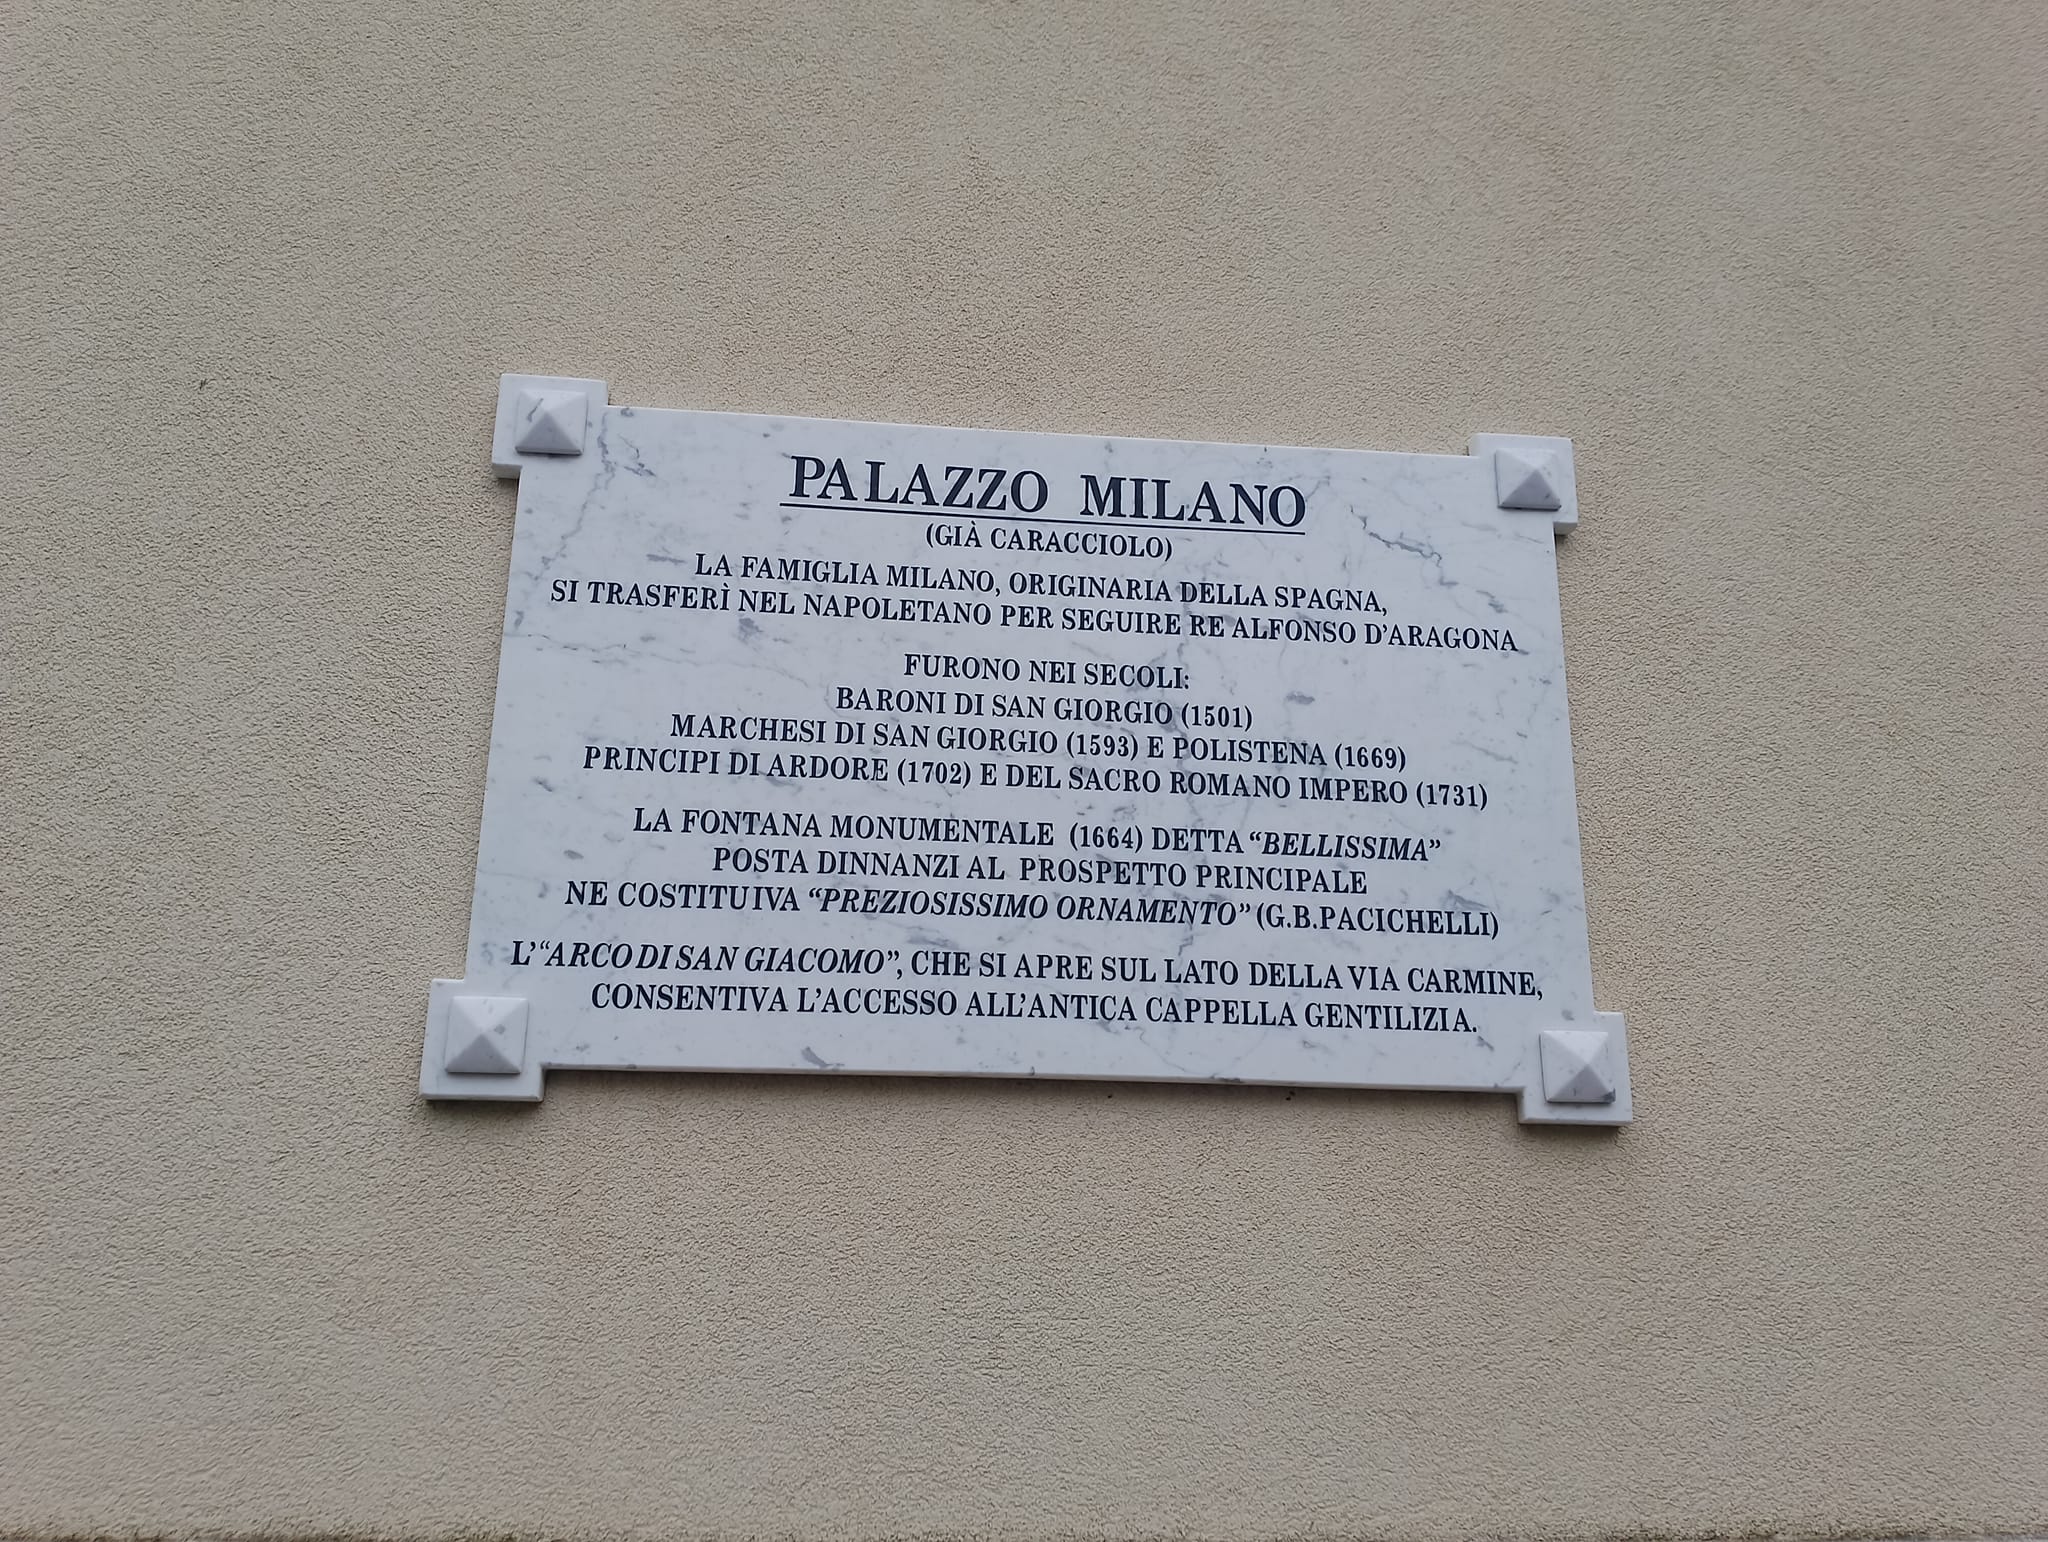 PALAZZO MILANO
(GIÀ CARACCIOLO)
LA FAMIGLIA MILANO, ORIGINARIA DELLA SPAGNA,
SI TRASFERÌ NEL NAPOLETANO PER SEGUIRE RE ALFONSO D'ARAGONA
FURONO NEI SECOLI:
BARONI DI SAN GIORGIO (1501)
MARCHESI DI SAN GIORGIO (1593) E POLISTENA (1669)
PRINCIPI DI ARDORE (1702) E DEL SACRO ROMANO IMPERO (1731)
LA FONTANA MONUMENTALE (1664) DETTA “BELLISSIMA”
POSTA DINNANZI AL PROSPETTO PRINCIPALE
NE COSTITUIVA “PREZIOSISSIMO ORNAMENTO” (G.B.PACICHELLI)
L'“ARCO DI SAN GIACOMO”, CHE SI APRE SUL LATO DELLA VIA CARMINE,
CONSENTIVA L'ACCESSO ALL'ANTICA CAPPELLA GENTILIZIA.